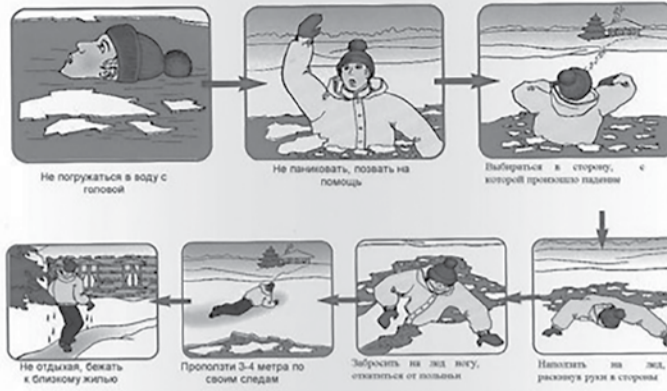 Не погружаться в воду с
головой
Не паниковать, позвать на
помощь
Выбираться в сторону, с
которой произошло падение
Не отдыхая, бежать
к близкому жилью
Проползти 3-4 метра по
своим следам
Забросить на лед ногу,
откатиться от полыньи
Наползать на лед,
раскинув руки в стороны